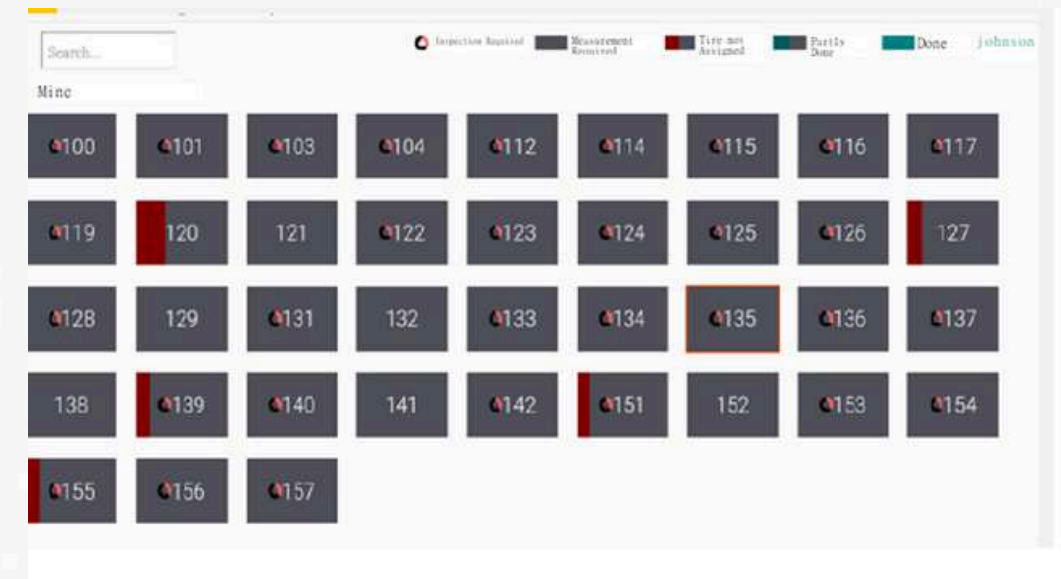 Search...
Inspection Required
Measurement Required
Tire not Assigned
Partly Done
Done
johnson
Mine
100 101 103 104 112 114 115 116 117
119 120 121 122 123 124 125 126 127
128 129 131 132 133 134 135 136 137
138 139 140 141 142 151 152 153 154
155 156 157